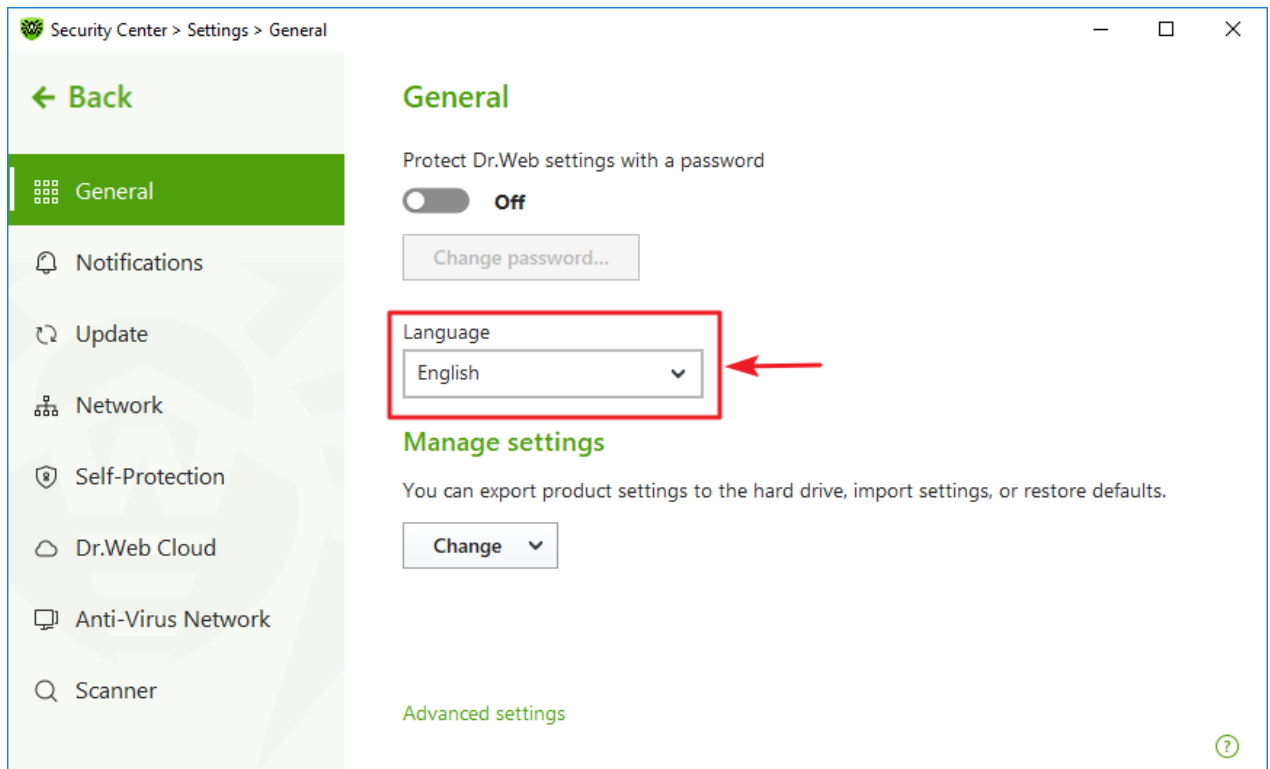 Security Center > Settings > General
Back
General
Notifications
Update
Network
Self-Protection
Dr.Web Cloud
Anti-Virus Network
Scanner
General
Protect Dr.Web settings with a password
Off
Change password...
Language
English
Manage settings
You can export product settings to the hard drive, import settings, or restore defaults.
Change
Advanced settings
?